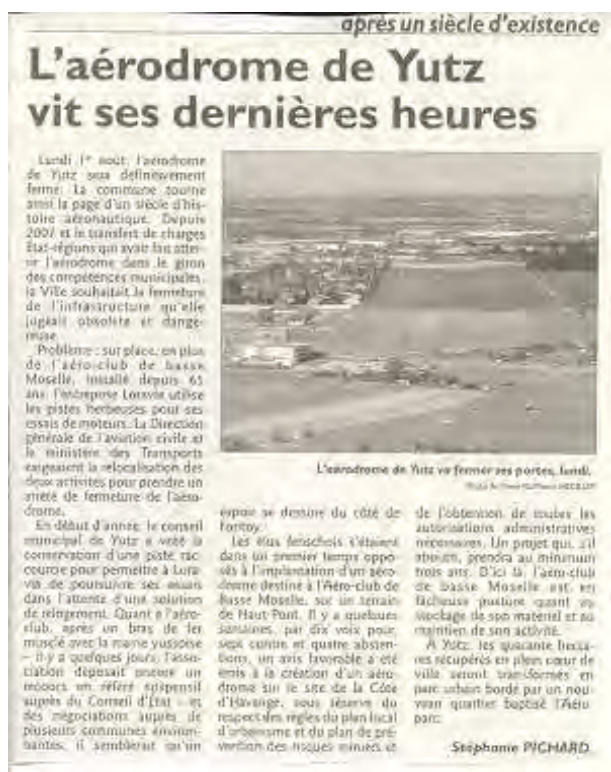 après un siècle d'existence
L'aérodrome de Yutz
vit ses dernières heures
Lundi 1er août, l'aérodrome
de Yutz sera définitivement
fermé. La commune tourne
ainsi la page d'un siècle d'his-
toire aéronautique. Depuis
2007 et le transfert de charges
État-régions qui avait fait atter-
rir l'aérodrome dans le giron
des compétences municipales,
la Ville souhaitait la fermeture
de l'infrastructure qu'elle
jugeait obsolète et dange-
reuse.
Problème : sur place, en plus
de l'aéro-club de basse
Moselle, installé depuis 65
ans, l'entreprise Loravia utilise
les pistes herbeuses pour ses
essais de moteurs. La Direction
générale de l'aviation civile et
le ministère des Transports
exigeaient la relocalisation des
deux activités pour prendre un
arrêté de fermeture de l'aéro-
drome.
En début d'année, le conseil
municipal de Yutz a voté la
conservation d'une piste rac-
courcie pour permettre à Lora-
via de poursuivre ses essais
dans l'attente d'une solution
de relogement. Quant à l'aéro-
club, après un bras de fer
musclé avec la mairie yussoise
– il y a quelques jours, l'asso-
ciation déposait encore un
recours en référé suspensif
auprès du Conseil d'État – et
des négociations auprès de
plusieurs communes environ-
nantes, il semblerait qu'un
L'aérodrome de Yutz va fermer ses portes, lundi.
Photo
espoir se dessine du côté de
Fontoy.
Les élus fenschois s'étaient
dans un premier temps oppo-
sés à l'implantation d'un aéro-
drome destiné à l'Aéro-club de
Basse Moselle, sur un terrain
de Haut Pont. Il y a quelques
semaines, par dix voix pour,
sept contre et quatre absten-
tions, un avis favorable a été
émis à la création d'un aéro-
drome sur le site de la Côte
d'Havange, sous réserve du
respect des règles du plan local
d'urbanisme et du plan de pré-
vention des risques miniers et
de l'obtention de toutes les
autorisations administratives
nécessaires. Un projet qui, s'il
aboutit, prendra au minimum
trois ans. D'ici là, l'aéro-club
de basse Moselle est en
fâcheuse posture quant au
stockage de son matériel et au
maintien de son activité.
À Yutz, les quarante hecta-
res récupérés en plein cœur de
ville seront transformés en
parc urbain bordé par un nou-
veau quartier baptisé l'Aéro-
parc.
Stéphanie PICHARD.